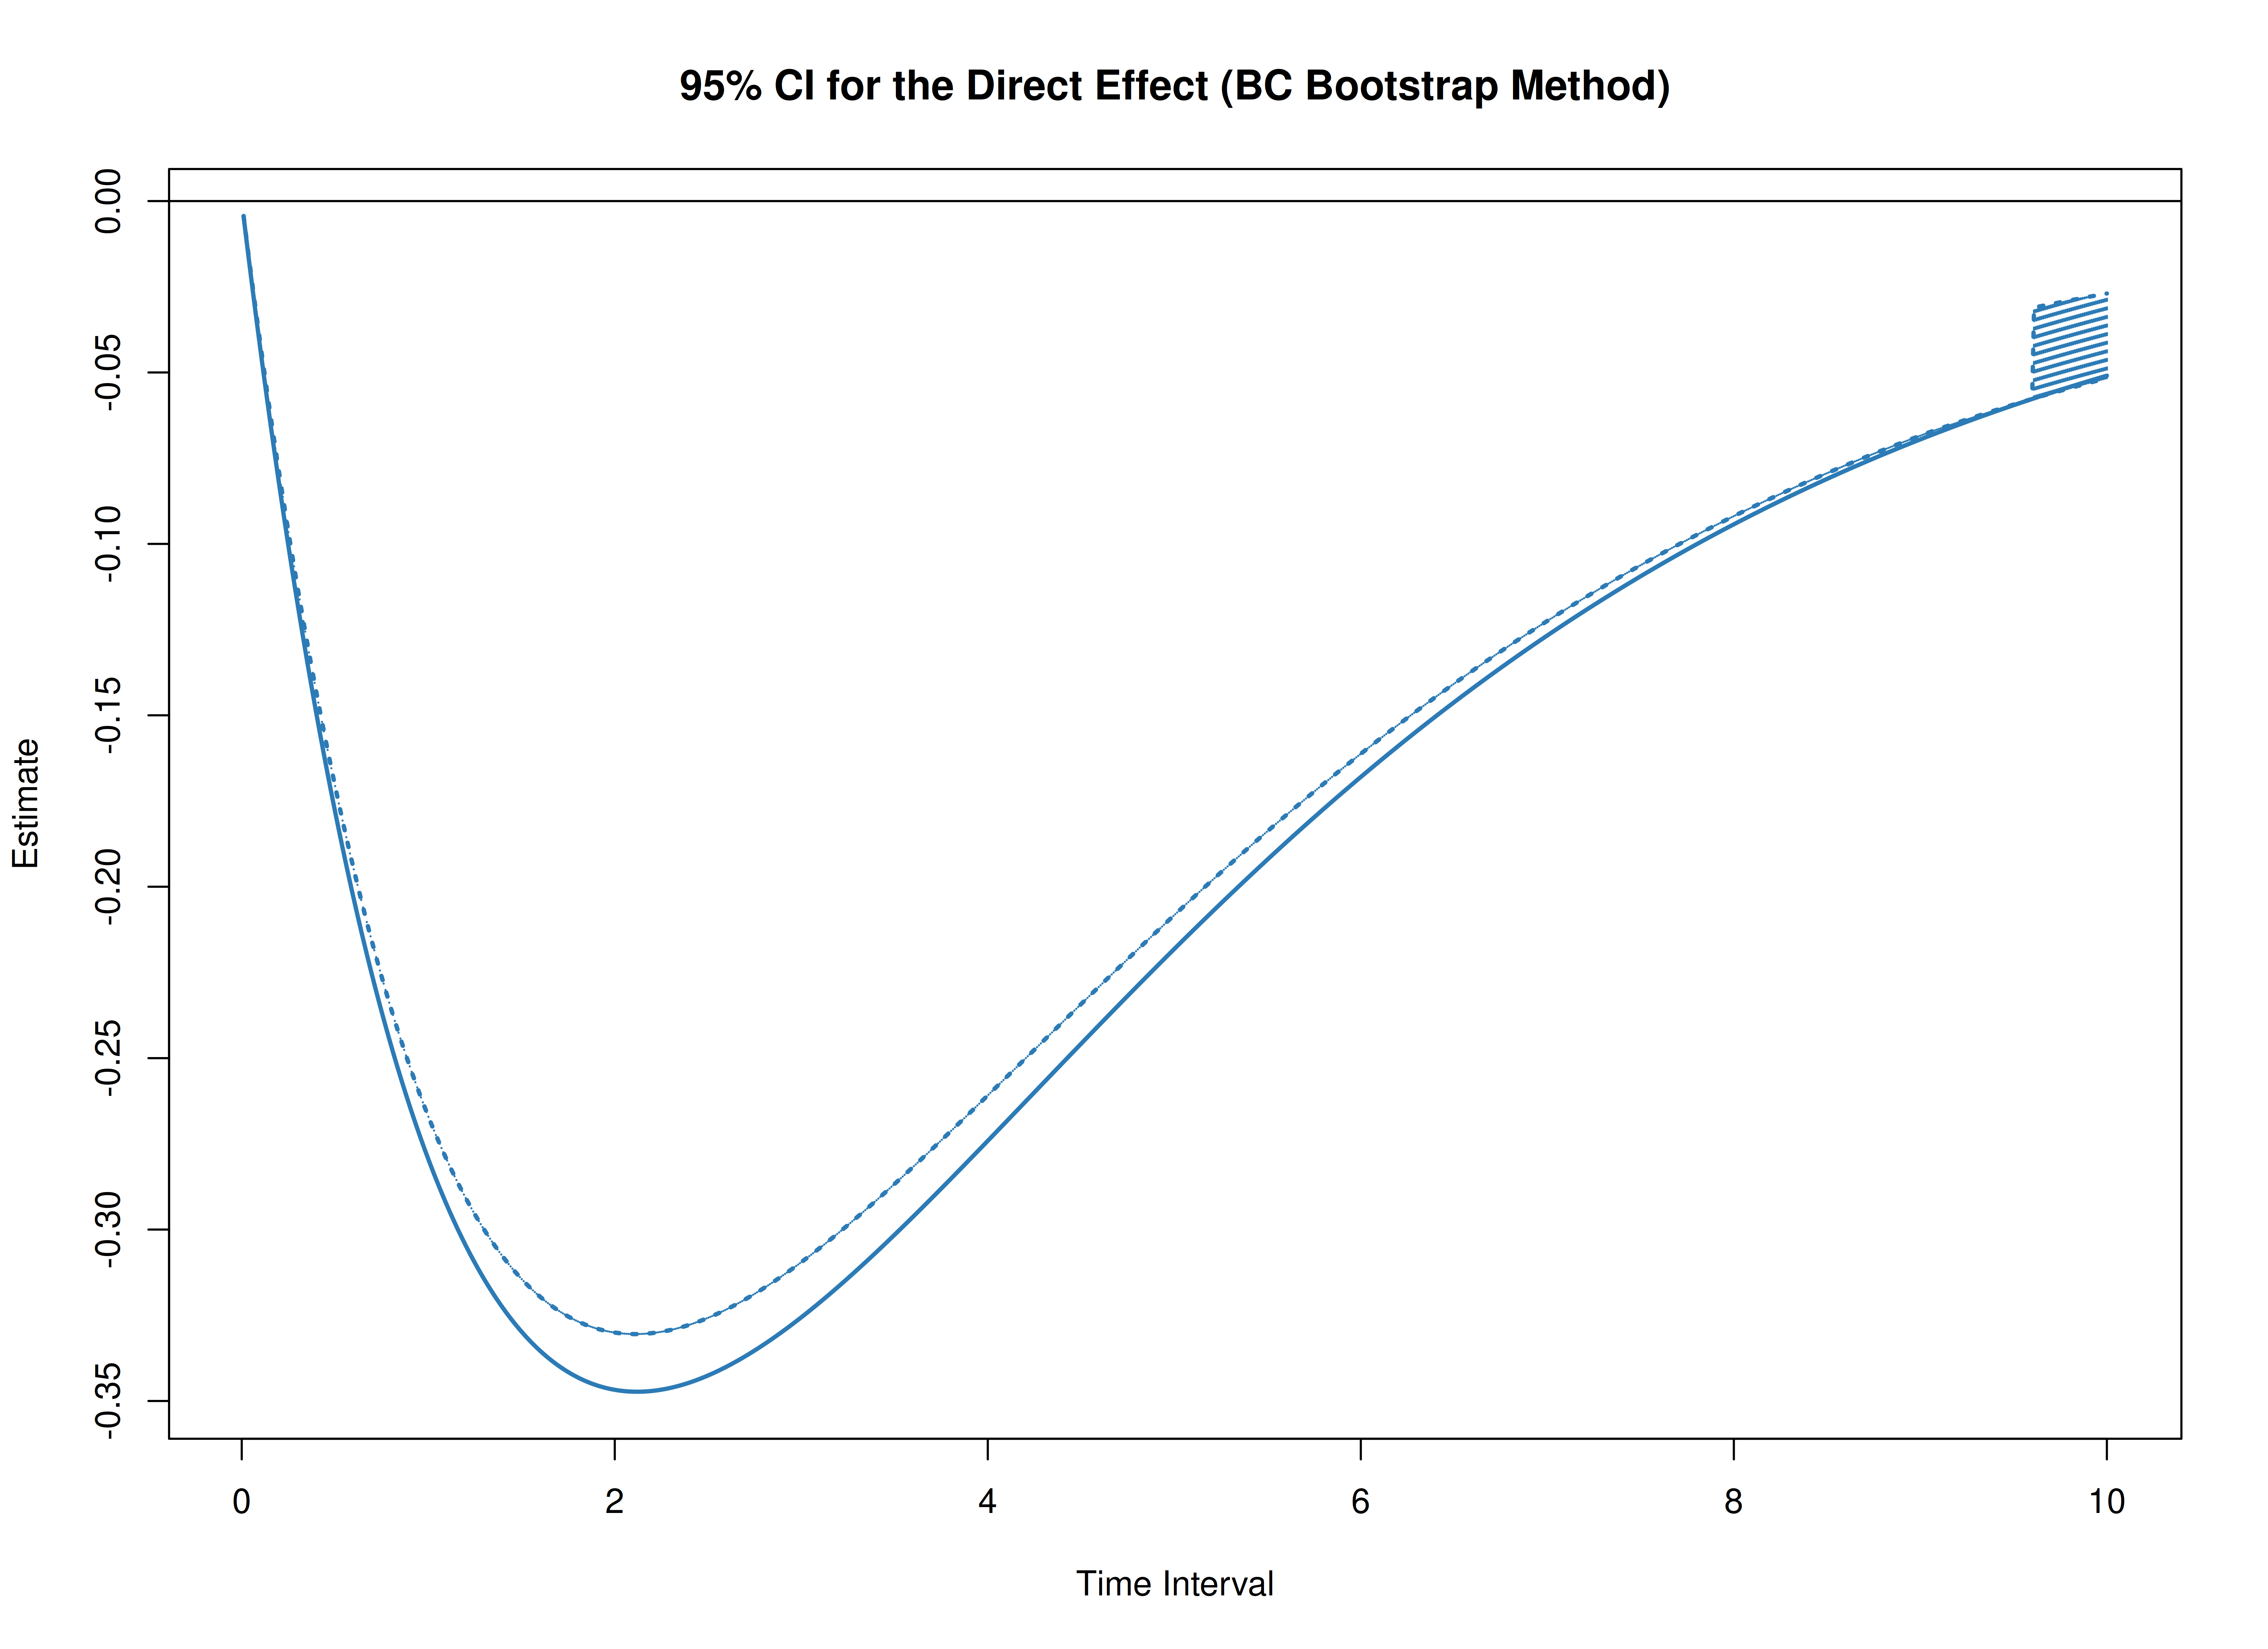 95% CI for the Direct Effect (BC Bootstrap Method)
Estimate
0.00
-0.05
-0.10
-0.15
-0.20
-0.25
-0.30
-0.35
0 2 4 6 8 10
Time Interval